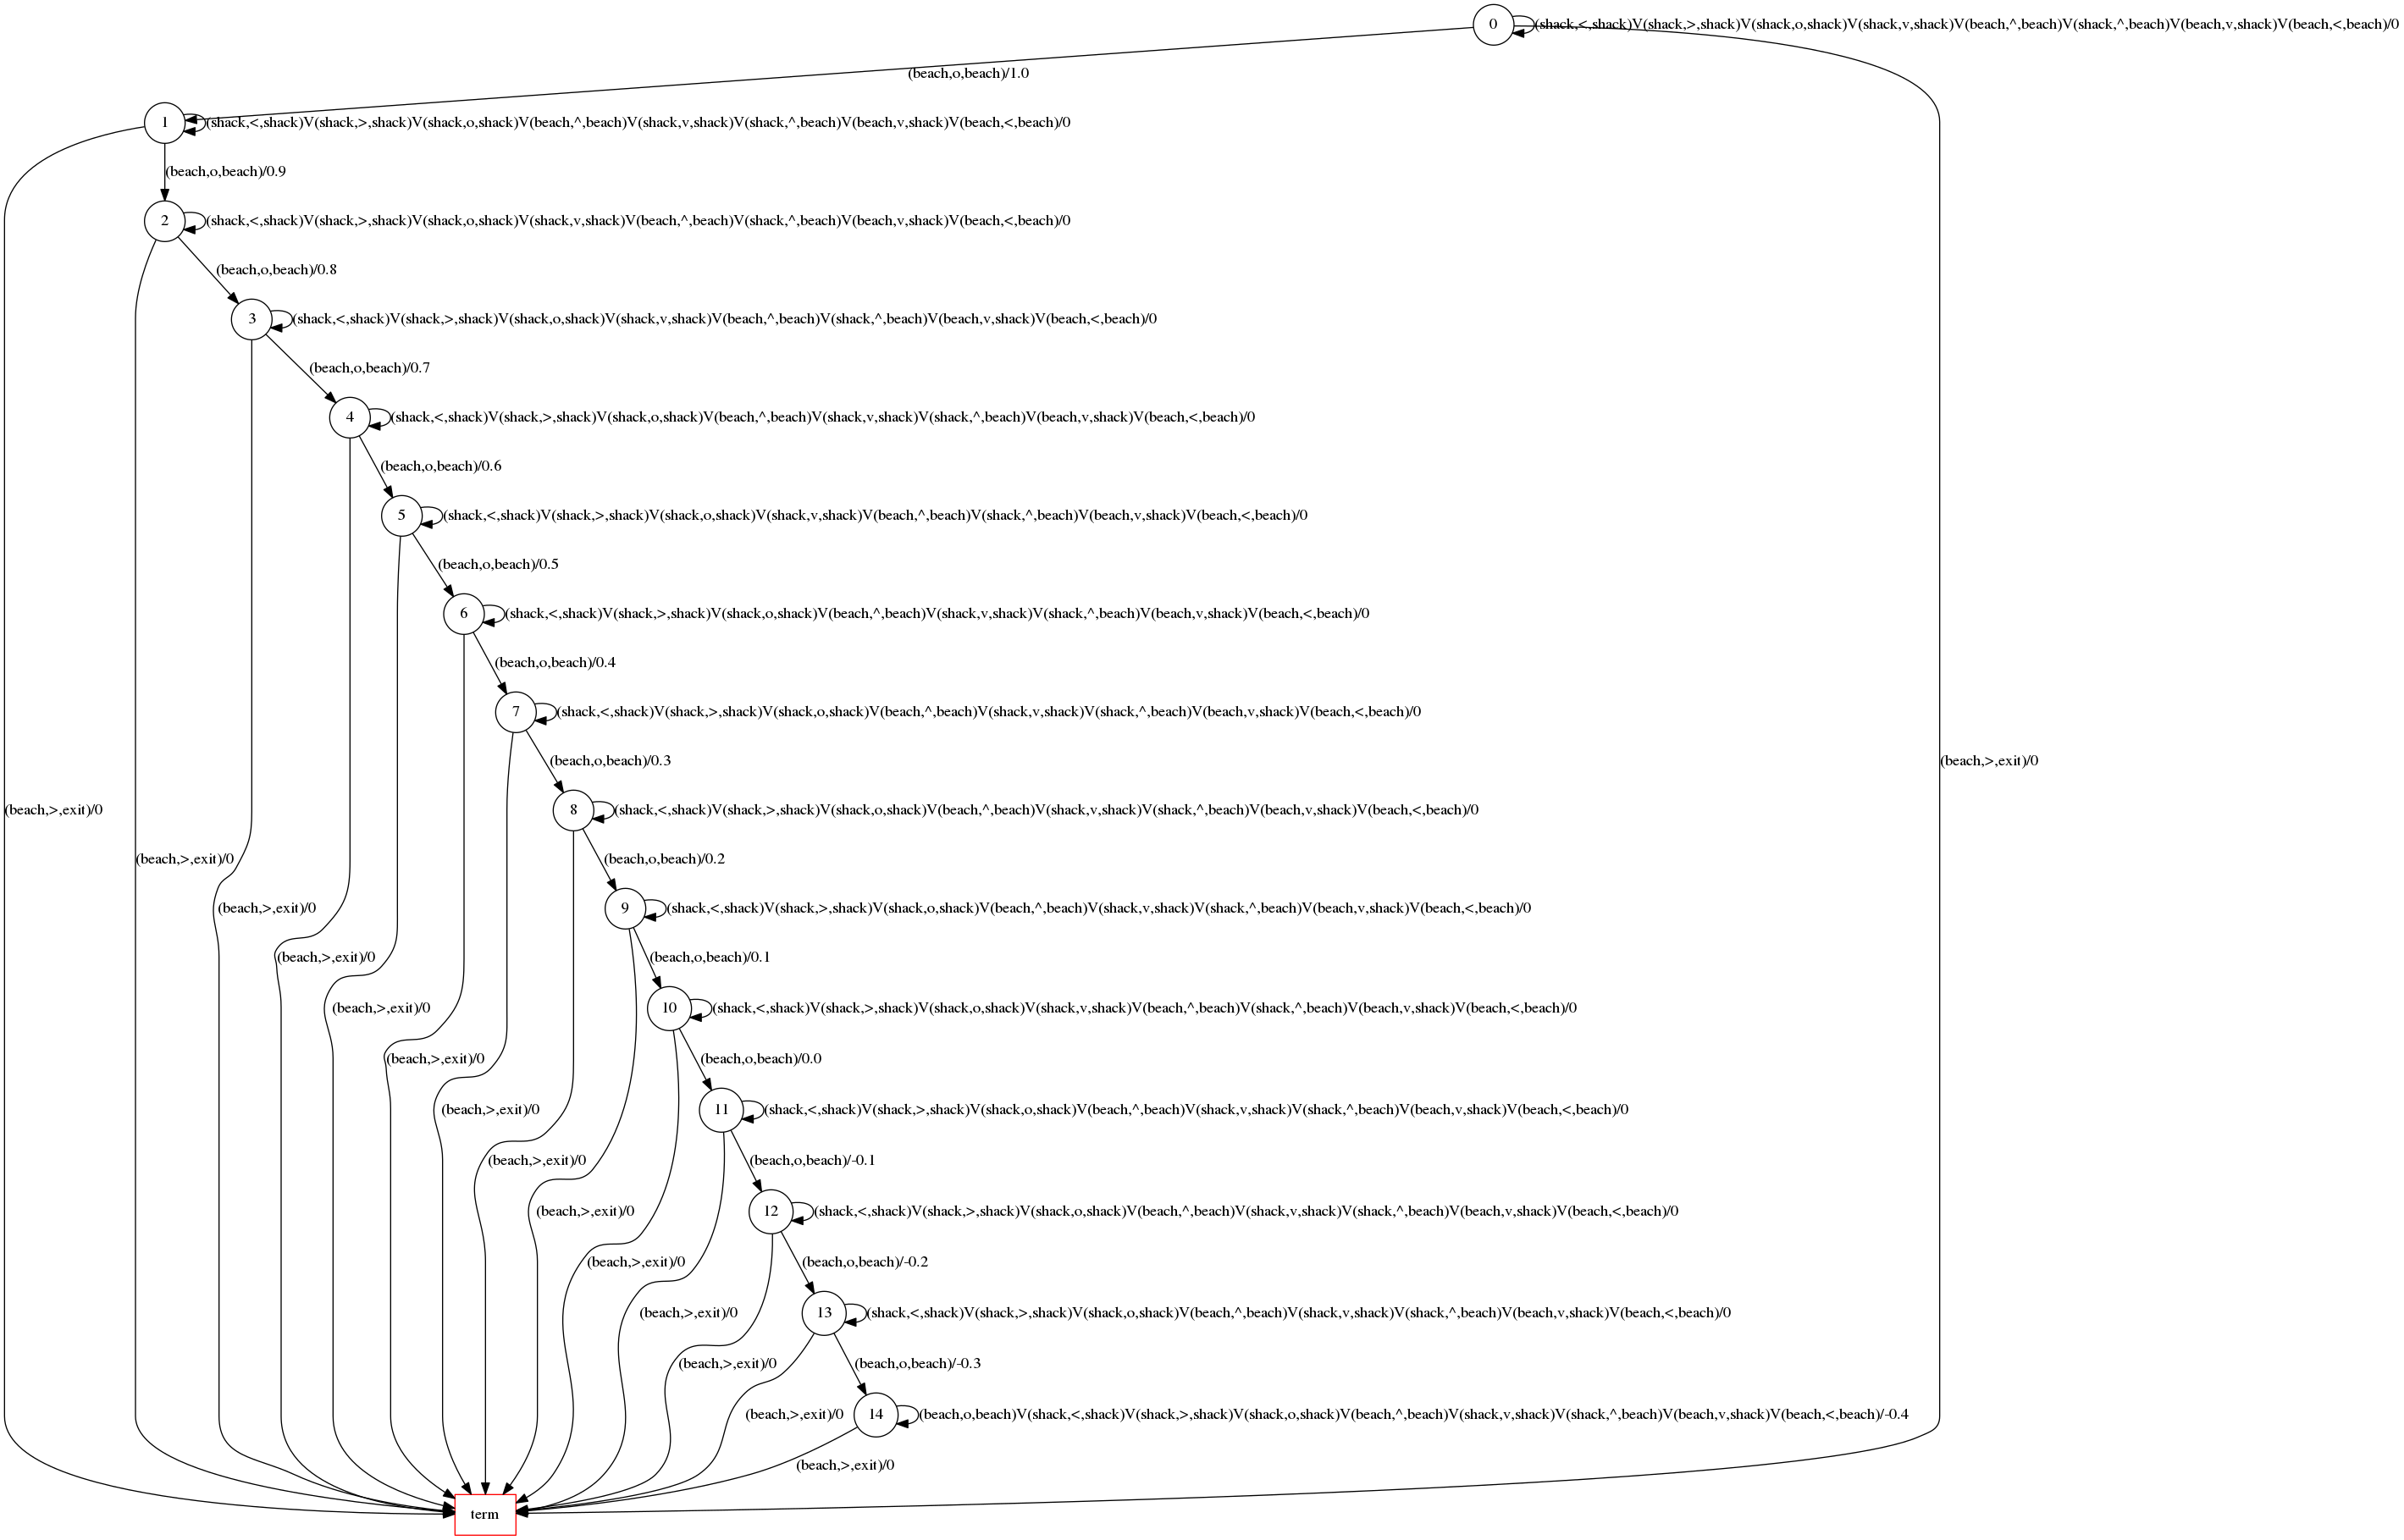 0
(shack,<,shack)V(shack,>,shack)V(shack,o,shack)V(shack,v,shack)V(beach,^,beach)V(shack,^,beach)V(beach,v,shack)V(beach,<,beach)/0
(beach,o,beach)/1.0
1
(shack,<,shack)V(shack,>,shack)V(shack,o,shack)V(beach,^,beach)V(shack,v,shack)V(shack,^,beach)V(beach,v,shack)V(beach,<,beach)/0
(beach,o,beach)/0.9
2
(shack,<,shack)V(shack,>,shack)V(shack,o,shack)V(shack,v,shack)V(beach,^,beach)V(shack,^,beach)V(beach,v,shack)V(beach,<,beach)/0
(beach,o,beach)/0.8
3
(shack,<,shack)V(shack,>,shack)V(shack,o,shack)V(shack,v,shack)V(beach,^,beach)V(shack,^,beach)V(beach,v,shack)V(beach,<,beach)/0
(beach,o,beach)/0.7
4
(shack,<,shack)V(shack,>,shack)V(shack,o,shack)V(beach,^,beach)V(shack,v,shack)V(shack,^,beach)V(beach,v,shack)V(beach,<,beach)/0
(beach,o,beach)/0.6
5
(shack,<,shack)V(shack,>,shack)V(shack,o,shack)V(shack,v,shack)V(beach,^,beach)V(shack,^,beach)V(beach,v,shack)V(beach,<,beach)/0
(beach,o,beach)/0.5
6
(shack,<,shack)V(shack,>,shack)V(shack,o,shack)V(beach,^,beach)V(shack,v,shack)V(shack,^,beach)V(beach,v,shack)V(beach,<,beach)/0
(beach,o,beach)/0.4
7
(shack,<,shack)V(shack,>,shack)V(shack,o,shack)V(beach,^,beach)V(shack,v,shack)V(shack,^,beach)V(beach,v,shack)V(beach,<,beach)/0
(beach,o,beach)/0.3
(beach,>,exit)/0
(beach,>,exit)/0
8
(shack,<,shack)V(shack,>,shack)V(shack,o,shack)V(beach,^,beach)V(shack,v,shack)V(shack,^,beach)V(beach,v,shack)V(beach,<,beach)/0
(beach,>,exit)/0
(beach,o,beach)/0.2
(beach,>,exit)/0
9
(shack,<,shack)V(shack,>,shack)V(shack,o,shack)V(beach,^,beach)V(shack,v,shack)V(shack,^,beach)V(beach,v,shack)V(beach,<,beach)/0
(beach,>,exit)/0
(beach,o,beach)/0.1
(beach,>,exit)/0
10
(shack,<,shack)V(shack,>,shack)V(shack,o,shack)V(shack,v,shack)V(beach,^,beach)V(shack,^,beach)V(beach,v,shack)V(beach,<,beach)/0
(beach,>,exit)/0
(beach,o,beach)/0.0
(beach,>,exit)/0
11
(shack,<,shack)V(shack,>,shack)V(shack,o,shack)V(beach,^,beach)V(shack,v,shack)V(shack,^,beach)V(beach,v,shack)V(beach,<,beach)/0
(beach,>,exit)/0
(beach,o,beach)/-0.1
(beach,>,exit)/0
12
(shack,<,shack)V(shack,>,shack)V(shack,o,shack)V(beach,^,beach)V(shack,v,shack)V(shack,^,beach)V(beach,v,shack)V(beach,<,beach)/0
(beach,>,exit)/0
(beach,o,beach)/-0.2
(beach,>,exit)/0
13
(shack,<,shack)V(shack,>,shack)V(shack,o,shack)V(beach,^,beach)V(shack,v,shack)V(shack,^,beach)V(beach,v,shack)V(beach,<,beach)/0
(beach,>,exit)/0
(beach,o,beach)/-0.3
(beach,>,exit)/0
14
(beach,o,beach)V(shack,<,shack)V(shack,>,shack)V(shack,o,shack)V(beach,^,beach)V(shack,v,shack)V(shack,^,beach)V(beach,v,shack)V(beach,<,beach)/-0.4
(beach,>,exit)/0
(beach,>,exit)/0
term